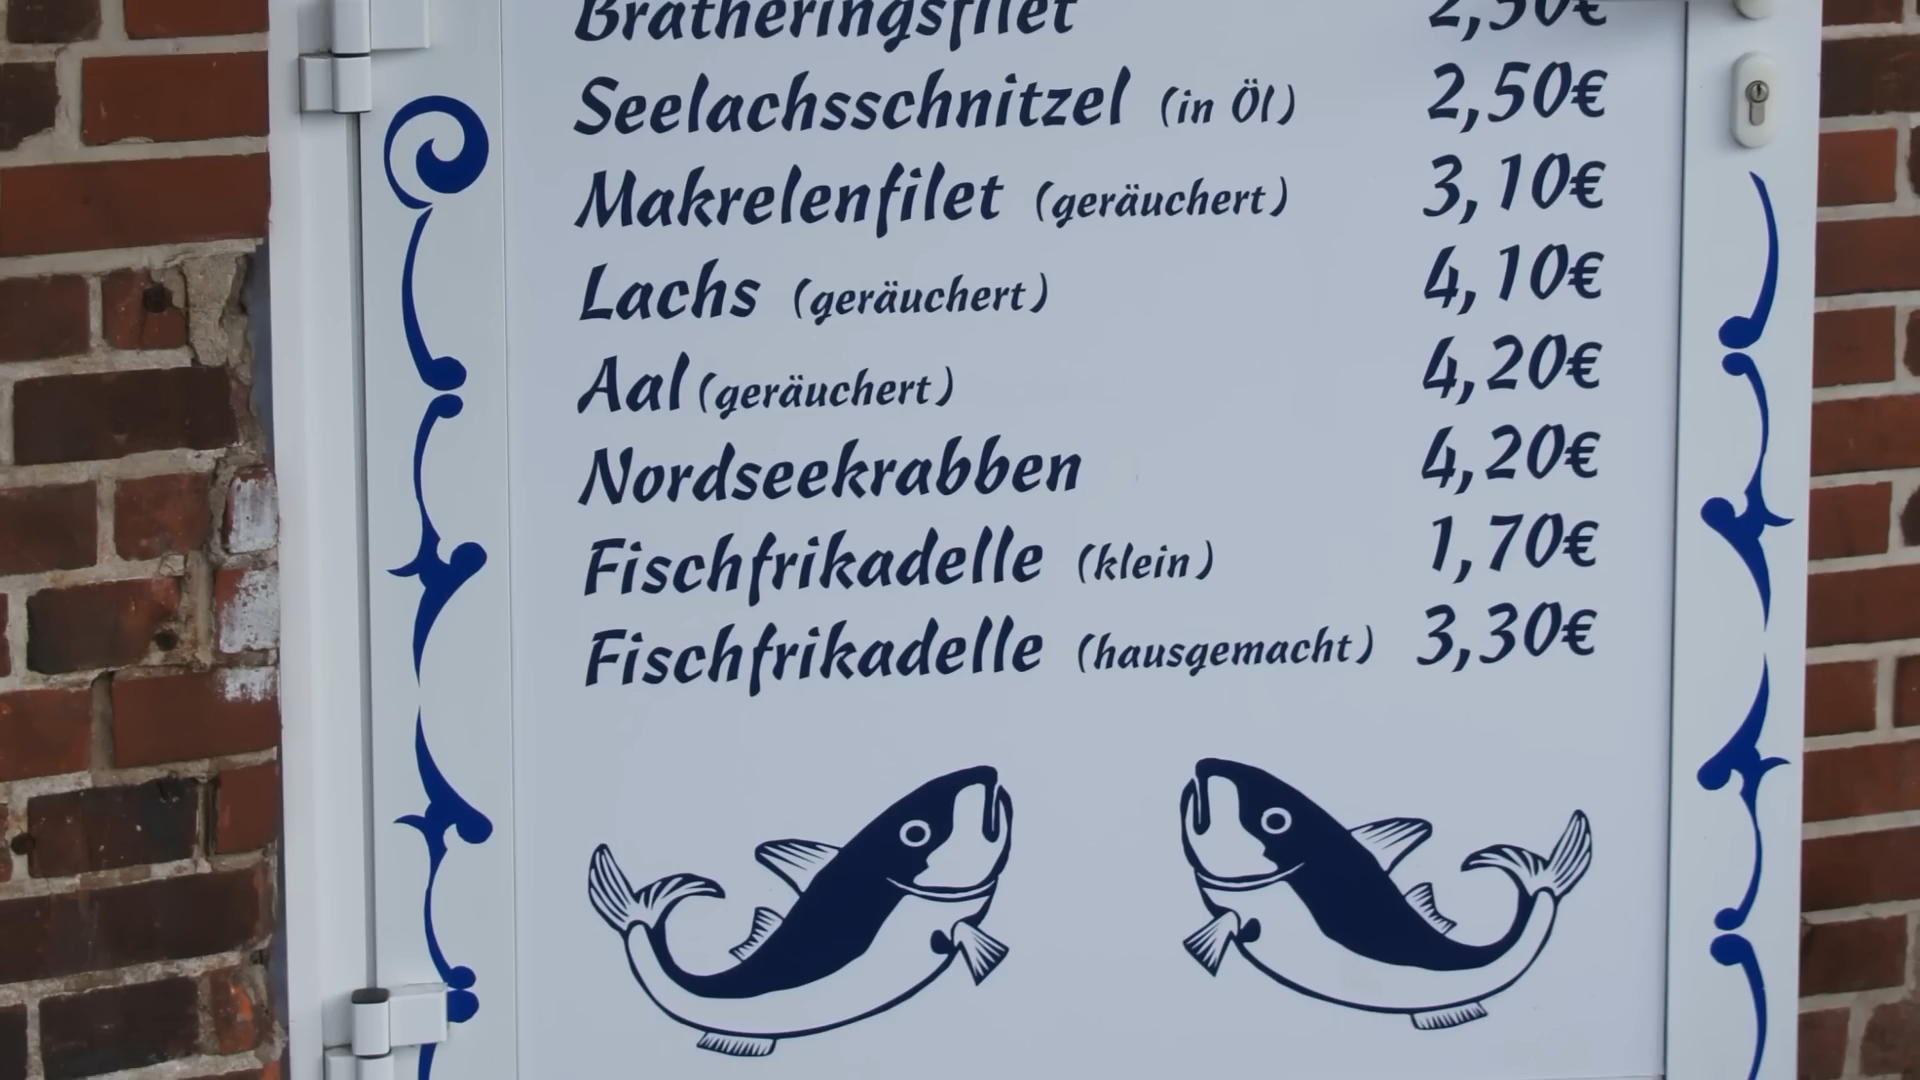 Bratheringsfilet 2,50€
Seelachsschnitzel (in Öl) 2,50€
Makrelenfilet (geräuchert) 3,10€
Lachs (geräuchert) 4,10€
Aal (geräuchert) 4,20€
Nordseekrabben 4,20€
Fischfrikadelle (klein) 1,70€
Fischfrikadelle (hausgemacht) 3,30€